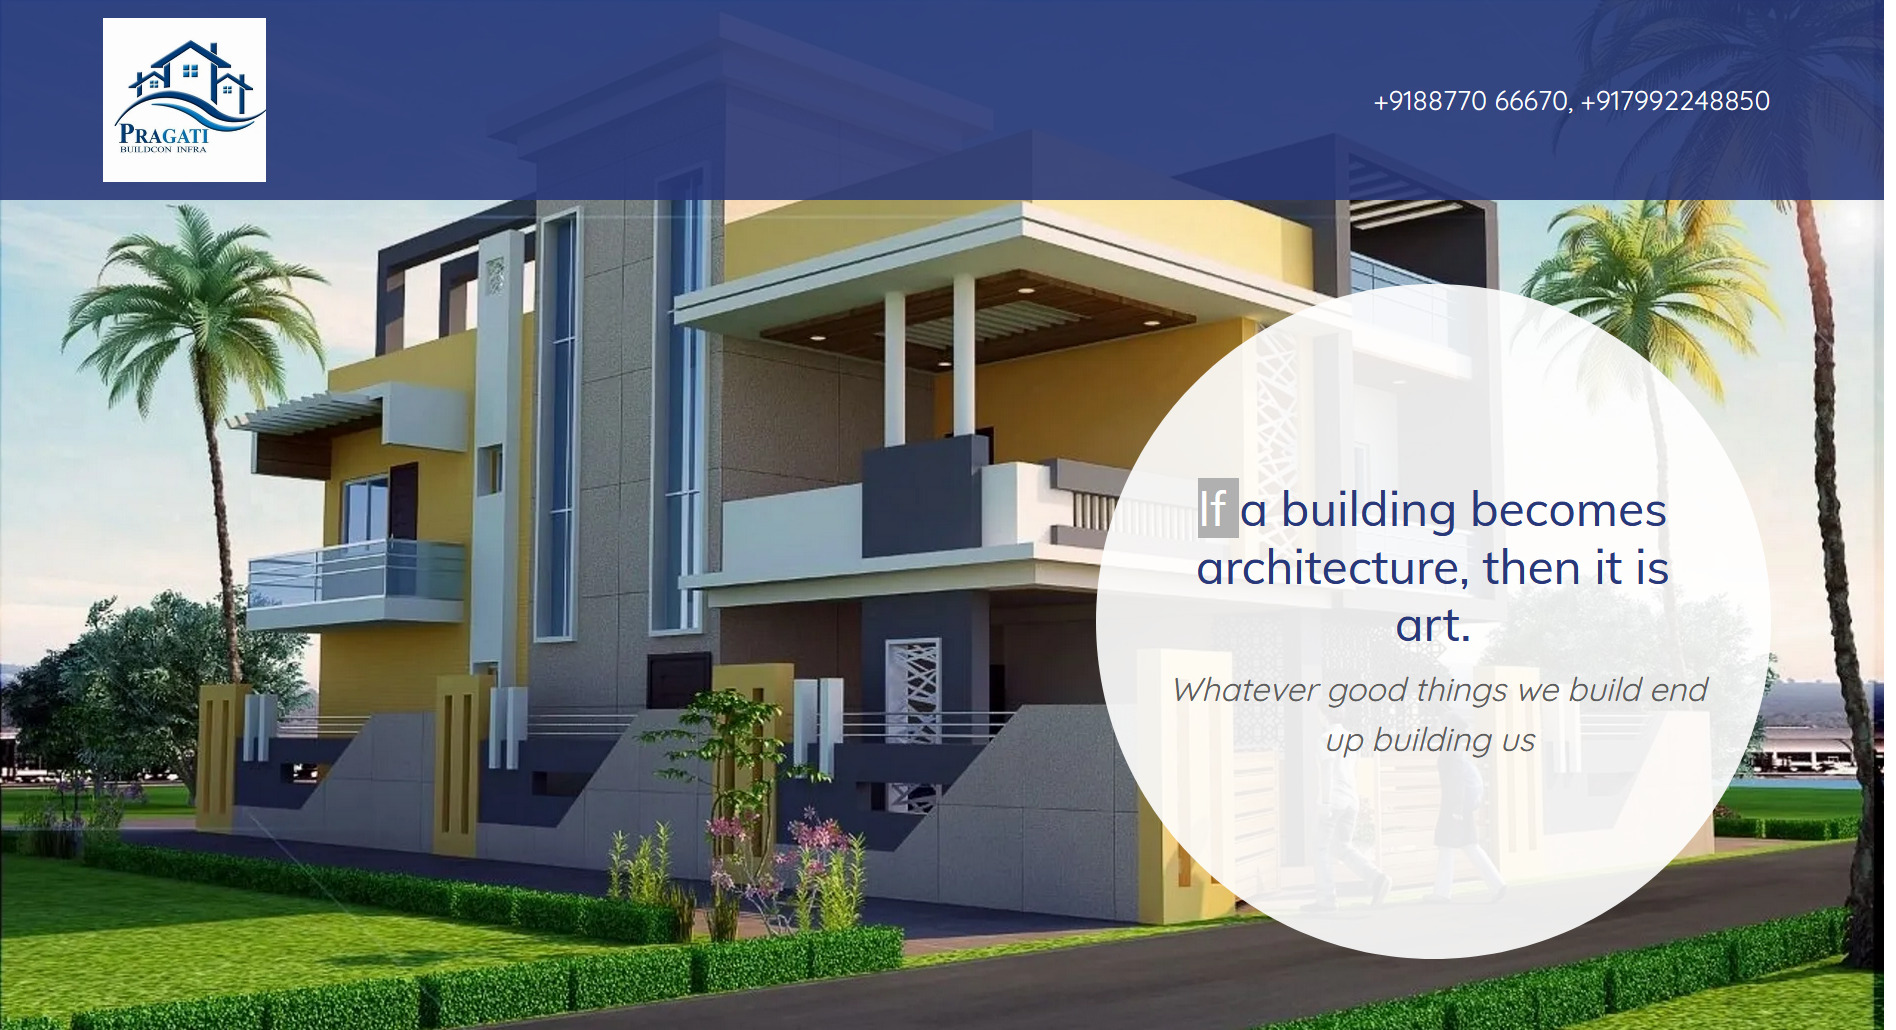 PRAGATI
BUILDCON INFRA
+9188770 66670, +917992248850
If a building becomes
architecture, then it is
art.
Whatever good things we build end
up building us